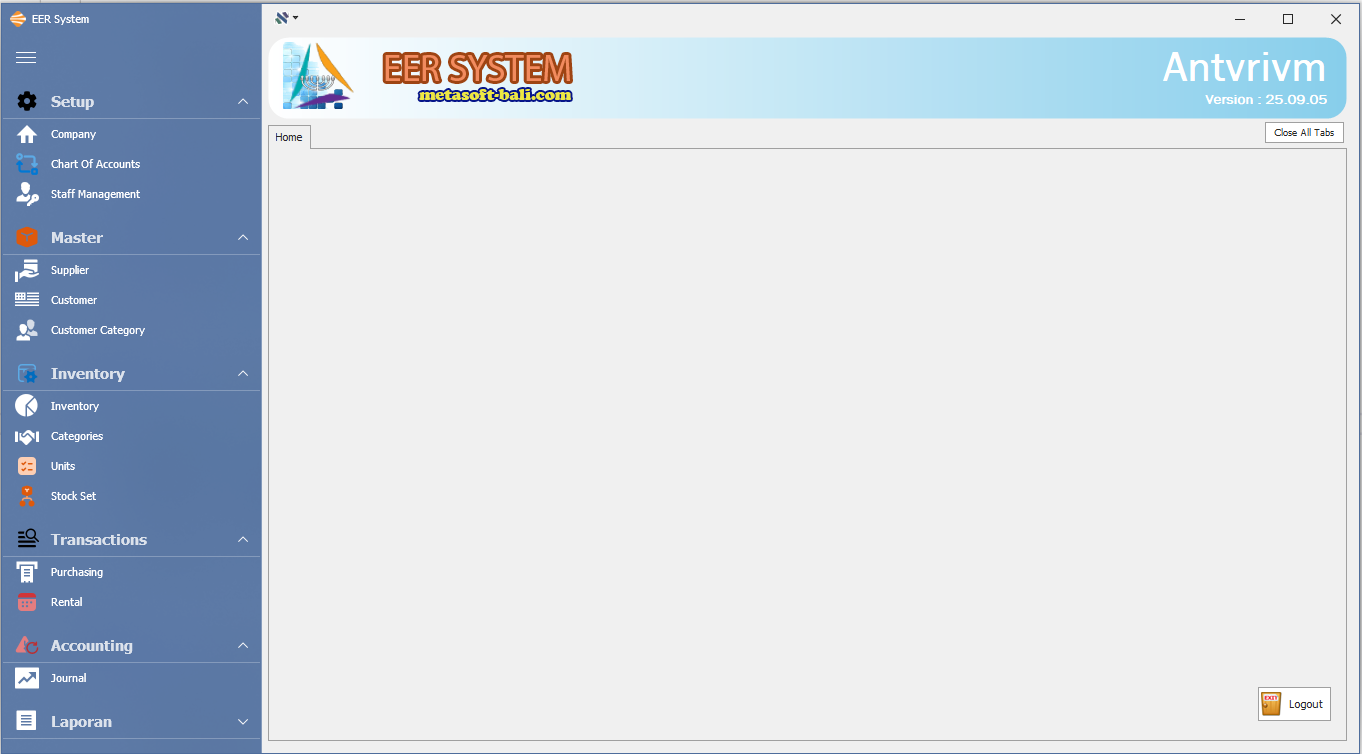 EER System
Setup
Company
Chart Of Accounts
Staff Management
Master
Supplier
Customer
Customer Category
Inventory
Inventory
Categories
Units
Stock Set
Transactions
Purchasing
Rental
Accounting
Journal
Laporan
EER SYSTEM
metasoft-bali.com
Antvrivm
Version : 25.09.05
Home
Close All Tabs
EXIT
Logout